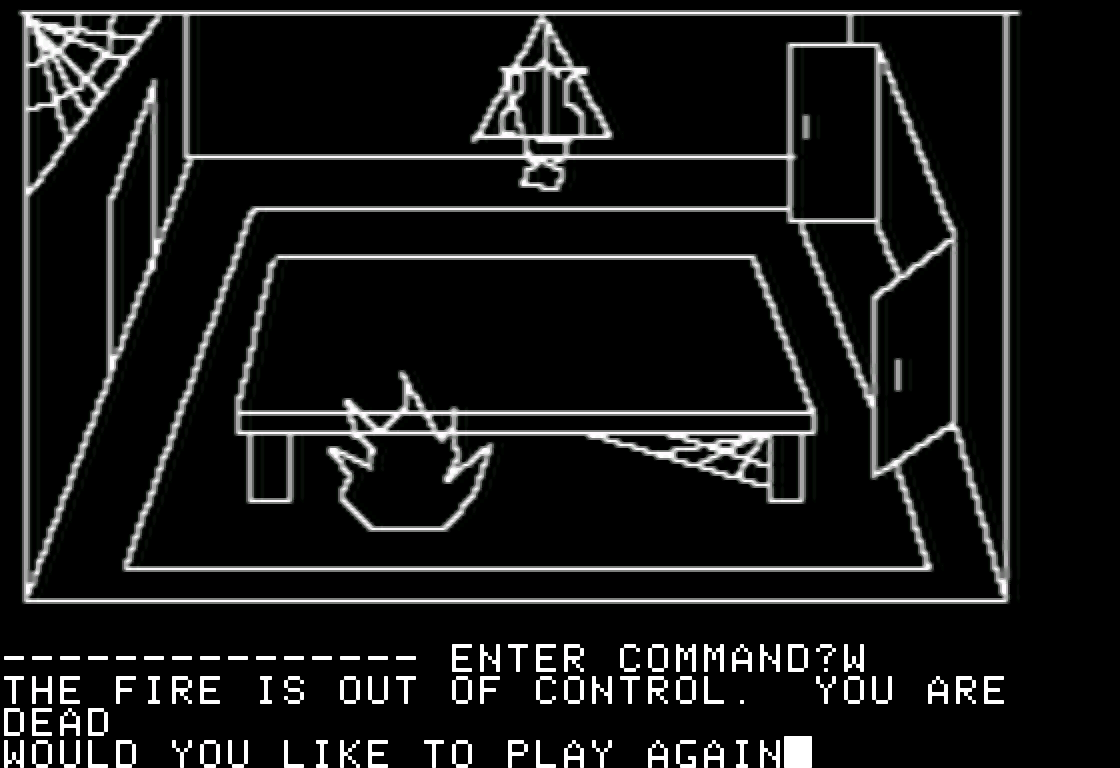 ---------------- ENTER COMMAND?W
THE FIRE IS OUT OF CONTROL.  YOU ARE
DEAD
WOULD YOU LIKE TO PLAY AGAIN